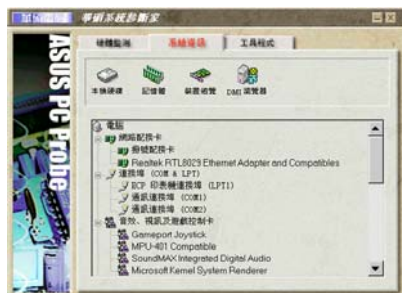 華碩系統診斷家
ASUS PC Probe
硬體監測
系統資訊
工具程式
本機硬碟
記憶體
裝置總覽
DMI 瀏覽器
電腦
網路配接卡
撥號配接卡
Realtek RTL8029 Ethernet Adapter and Compatibles
連接埠 (COM & LPT)
ECP 印表機連接埠 (LPT1)
通訊連接埠 (COM1)
通訊連接埠 (COM2)
音效、視訊及遊戲控制卡
Gameport Joystick
MPU-401 Compatible
SoundMAX Integrated Digital Audio
Microsoft Kernel System Renderer